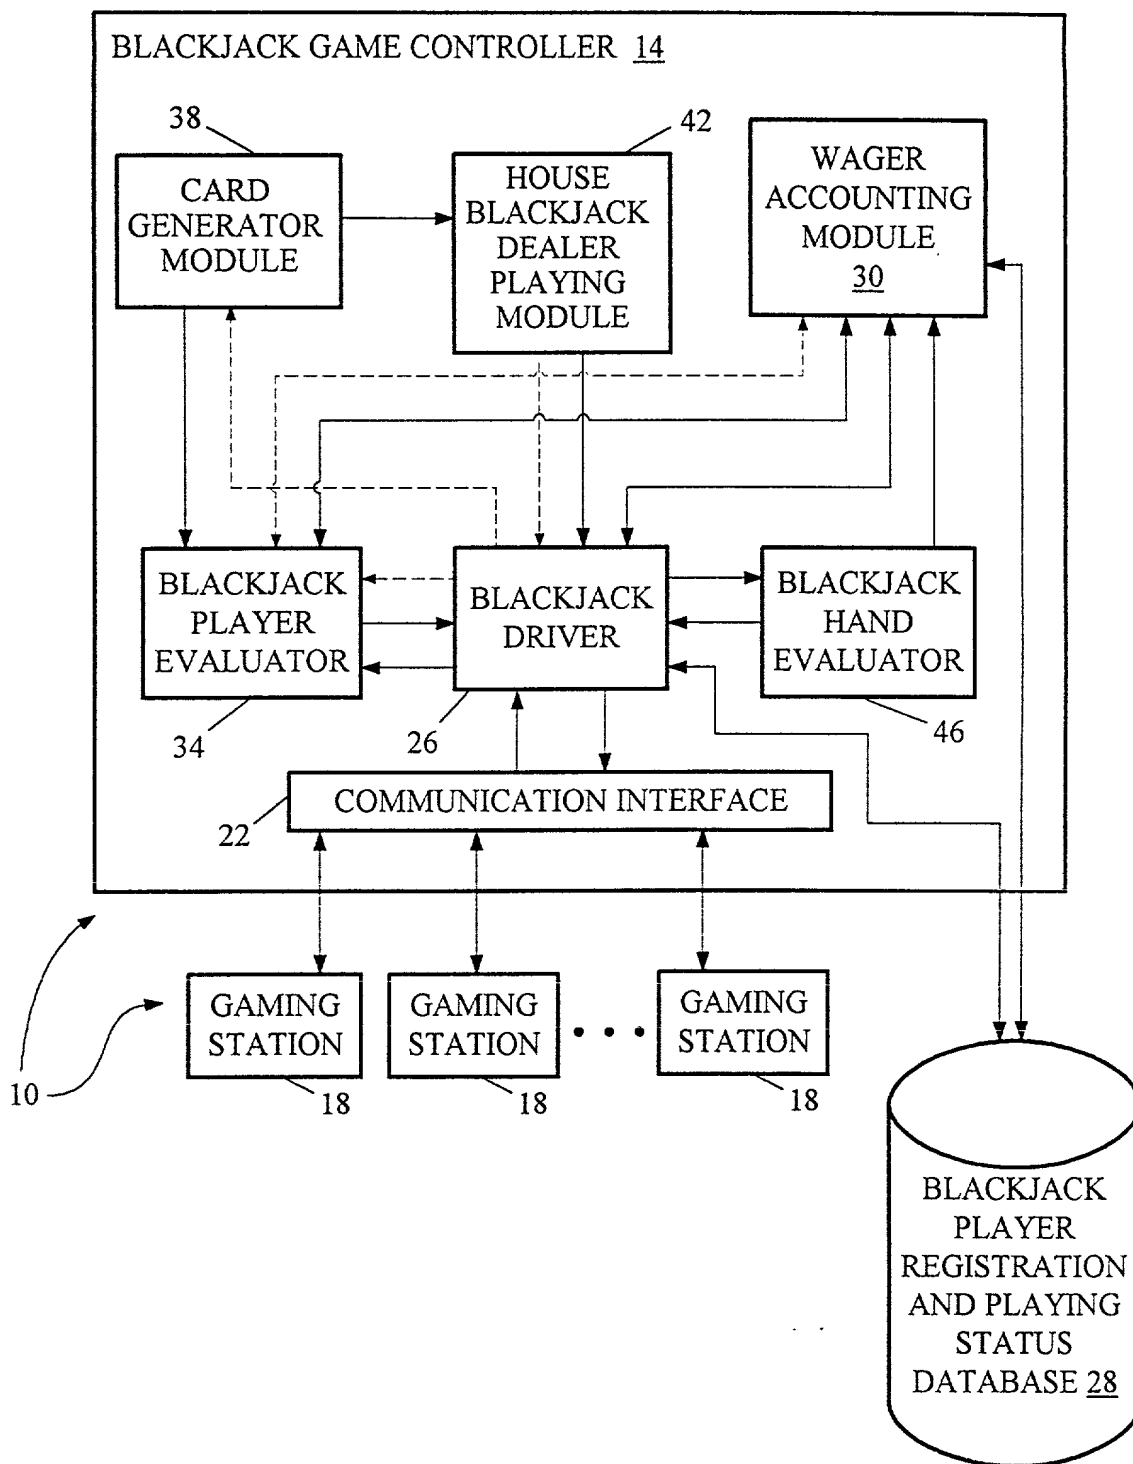 BLACKJACK GAME CONTROLLER 14
38
42
CARD
GENERATOR
MODULE
HOUSE
BLACKJACK
DEALER
PLAYING
MODULE
WAGER
ACCOUNTING
MODULE
30
BLACKJACK
PLAYER
EVALUATOR
BLACKJACK
DRIVER
BLACKJACK
HAND
EVALUATOR
34
26
46
COMMUNICATION INTERFACE
22
GAMING
STATION
GAMING
STATION
GAMING
STATION
10
18
18
18
BLACKJACK
PLAYER
REGISTRATION
AND PLAYING
STATUS
DATABASE 28